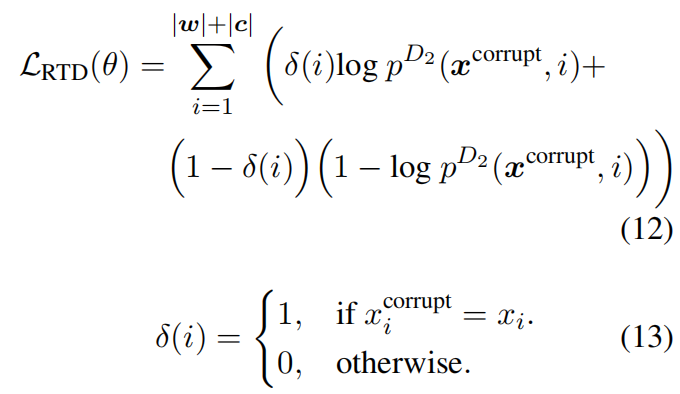 |w|+|c|
ℒ_RTD(θ) = ∑ ( δ(i)log p^{D_2}(x^{corrupt}, i)+
i=1
(1 − δ(i)) (1 − log p^{D_2}(x^{corrupt}, i)) )
(12)
δ(i) = { 1, if x_i^{corrupt} = x_i.
0, otherwise.
(13)